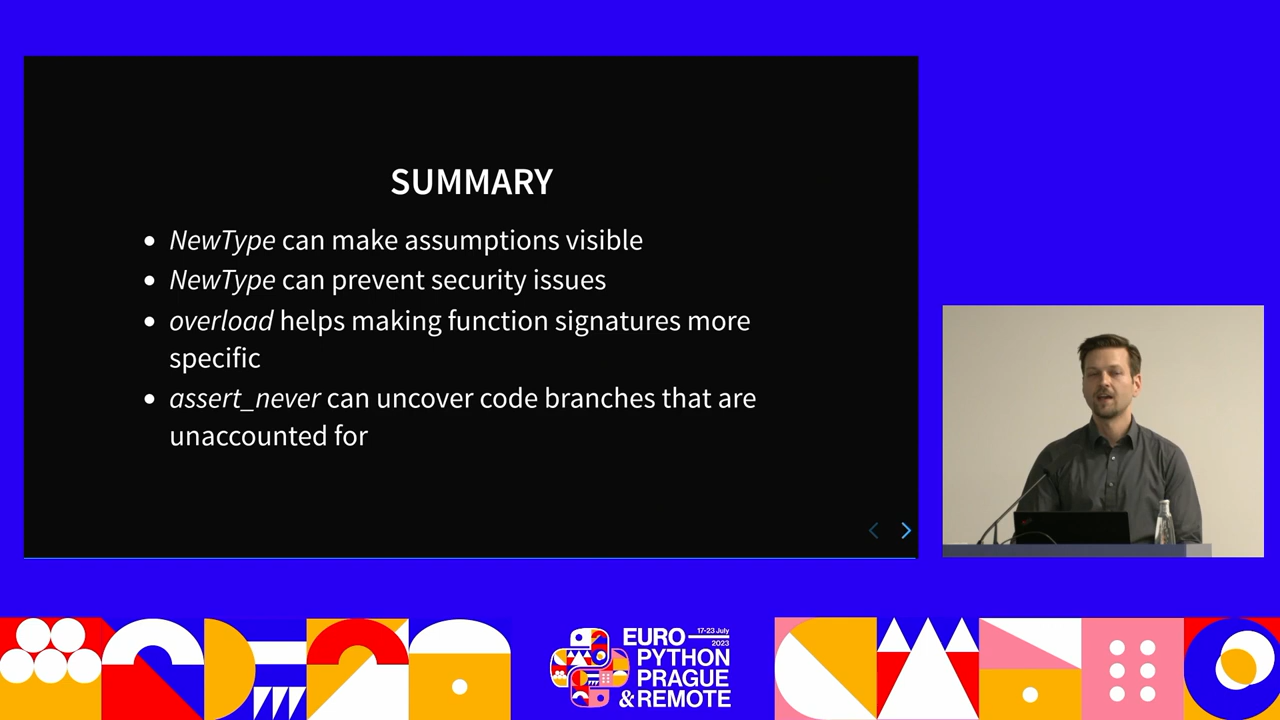 SUMMARY
• NewType can make assumptions visible
• NewType can prevent security issues
• overload helps making function signatures more
specific
• assert_never can uncover code branches that are
unaccounted for
17-23 July
2023
EURO
PYTHON
PRAGUE
& REMOTE